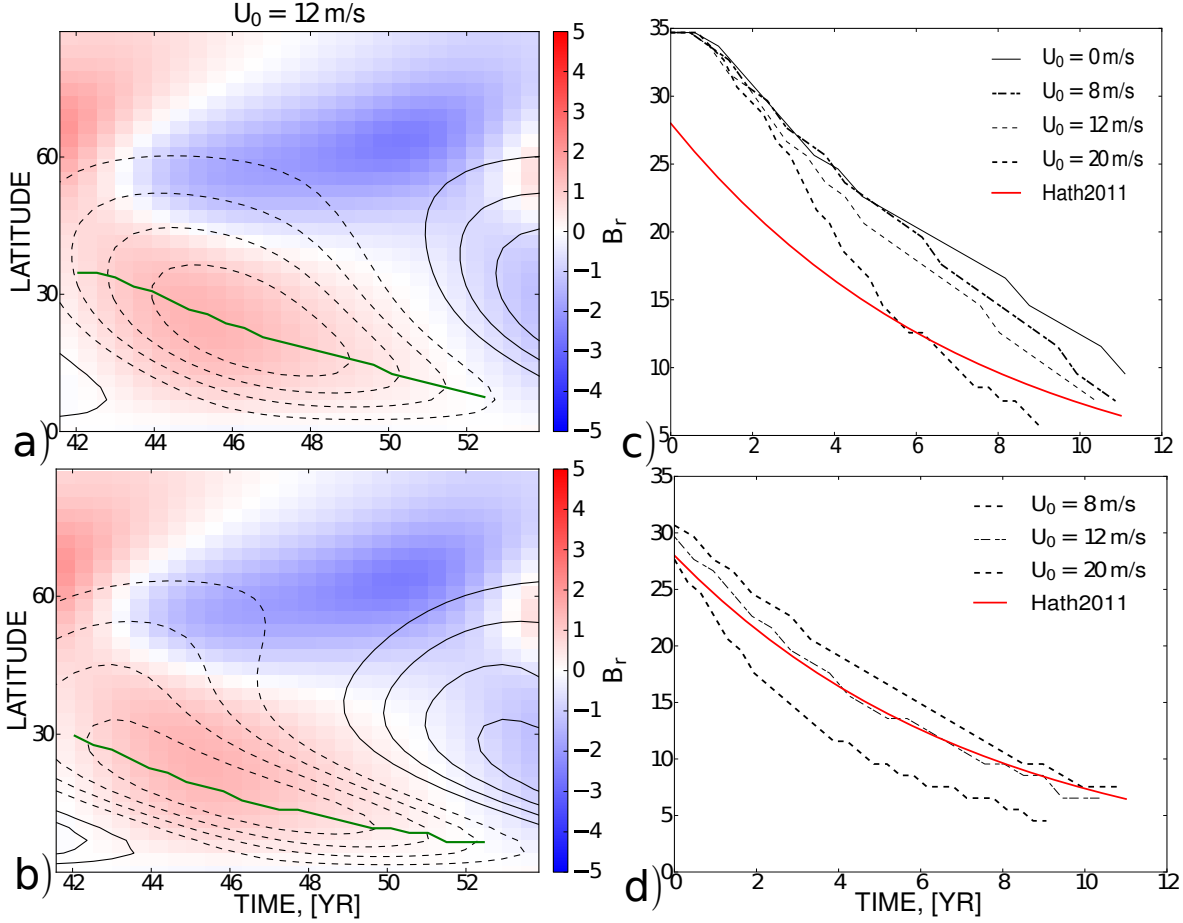 U₀ = 12 m/s
LATITUDE
60
30
0
42 44 46 48 50 52
a)
5
4
3
2
1
0
−1
−2
−3
−4
−5
Bᵣ
35
30
25
20
15
10
5
0 2 4 6 8 10 12
c)
U₀ = 0 m/s
U₀ = 8 m/s
U₀ = 12 m/s
U₀ = 20 m/s
Hath2011
LATITUDE
60
30
0
42 44 46 48 50 52
b)
TIME, [YR]
5
4
3
2
1
0
−1
−2
−3
−4
−5
Bᵣ
35
30
25
20
15
10
5
0
0 2 4 6 8 10 12
d)
TIME, [YR]
U₀ = 8 m/s
U₀ = 12 m/s
U₀ = 20 m/s
Hath2011